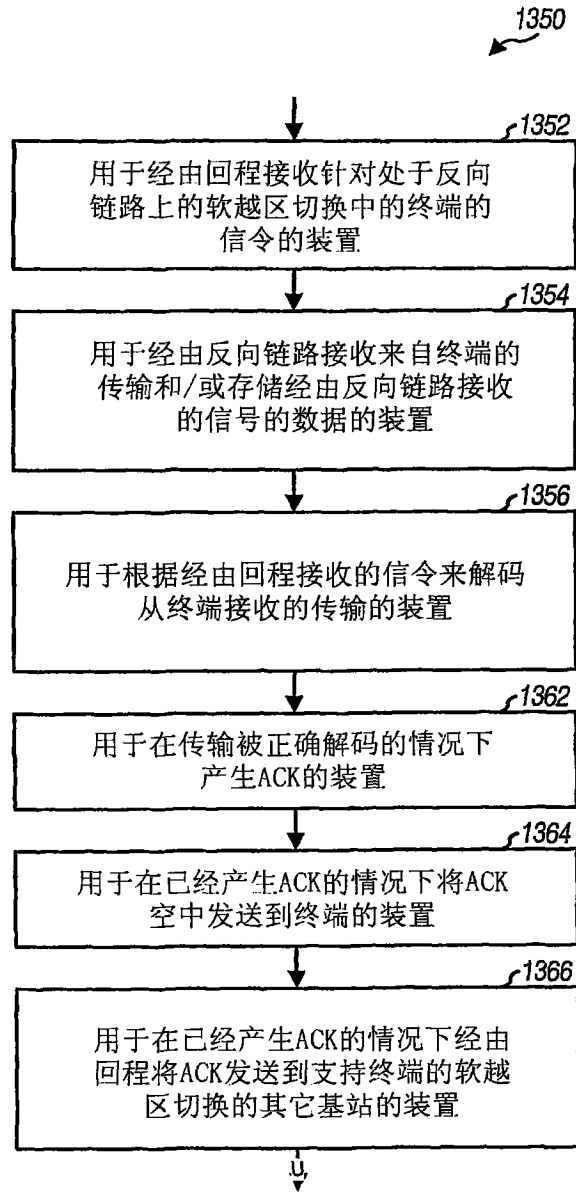 1350
1352
用于经由回程接收针对处于反向
链路上的软越区切换中的终端的
信令的装置
1354
用于经由反向链路接收来自终端的
传输和/或存储经由反向链路接收
的信号的数据的装置
1356
用于根据经由回程接收的信令来解码
从终端接收的传输的装置
1362
用于在传输被正确解码的情况下
产生ACK的装置
1364
用于在已经产生ACK的情况下将ACK
空中发送到终端的装置
1366
用于在已经产生ACK的情况下经由
回程将ACK发送到支持终端的软越
区切换的其它基站的装置